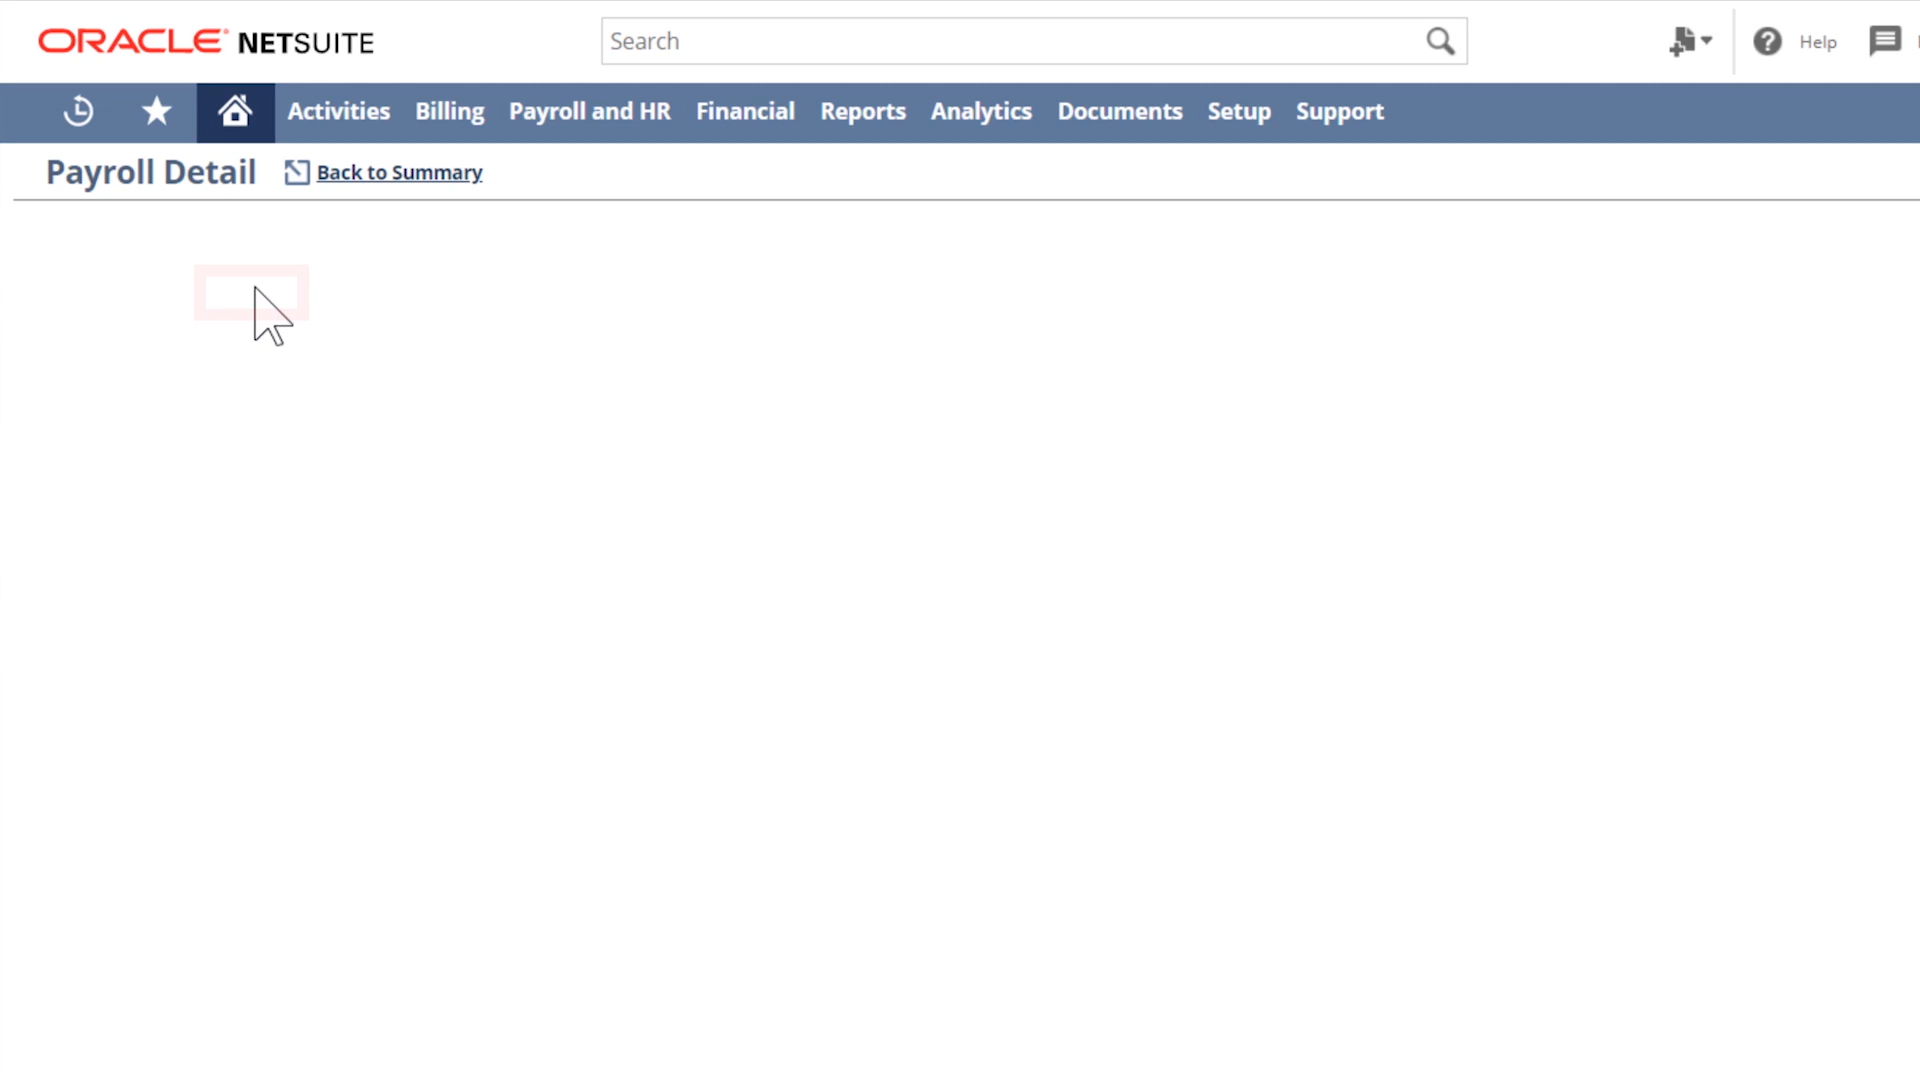 ORACLE NETSUITE
Search
Help
Activities Billing Payroll and HR Financial Reports Analytics Documents Setup Support
Payroll Detail Back to Summary